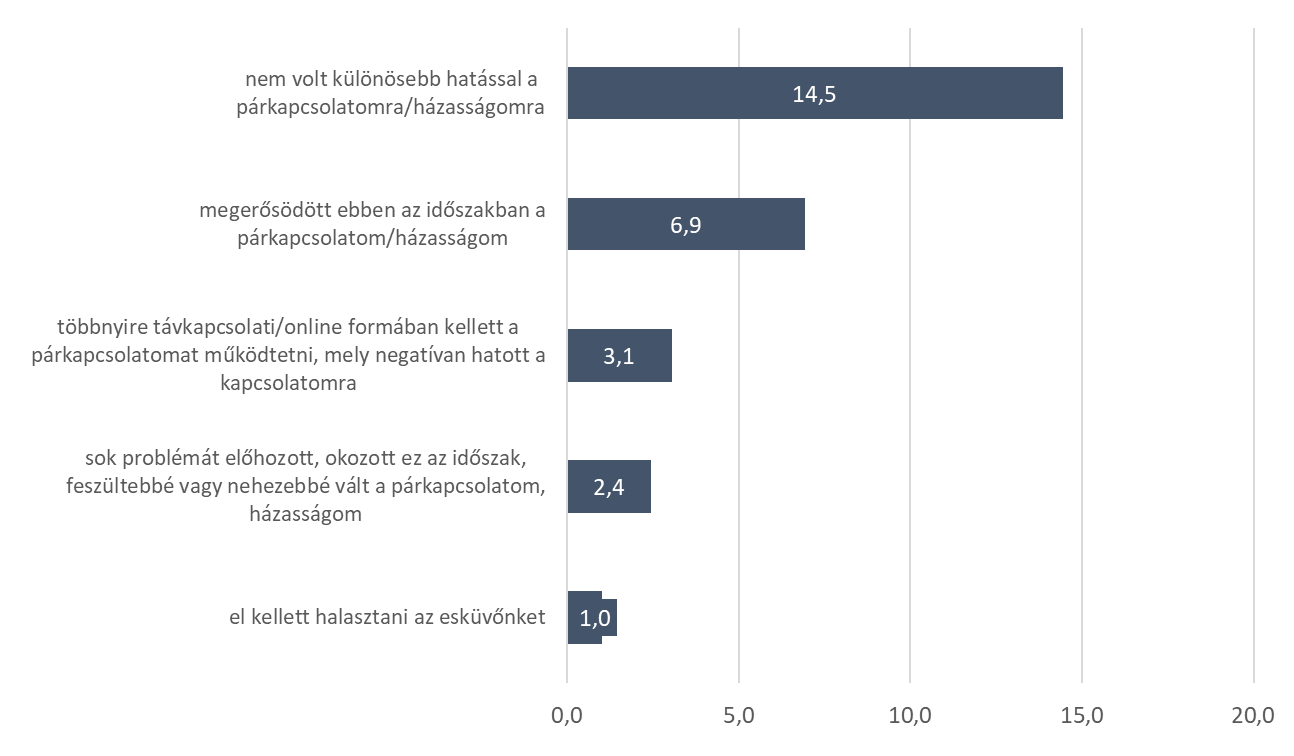 nem volt különösebb hatással a
párkapcsolatomra/házasságomra
14,5
megerősödött ebben az időszakban a
párkapcsolatom/házasságom
6,9
többnyire távkapcsolati/online formában kellett a
párkapcsolatomat működtetni, mely negatívan hatott a
kapcsolatomra
3,1
sok problémát előhozott, okozott ez az időszak,
feszültebbé vagy nehezebbé vált a párkapcsolatom,
házasságom
2,4
el kellett halasztani az esküvőnket
1,0
0,0 5,0 10,0 15,0 20,0